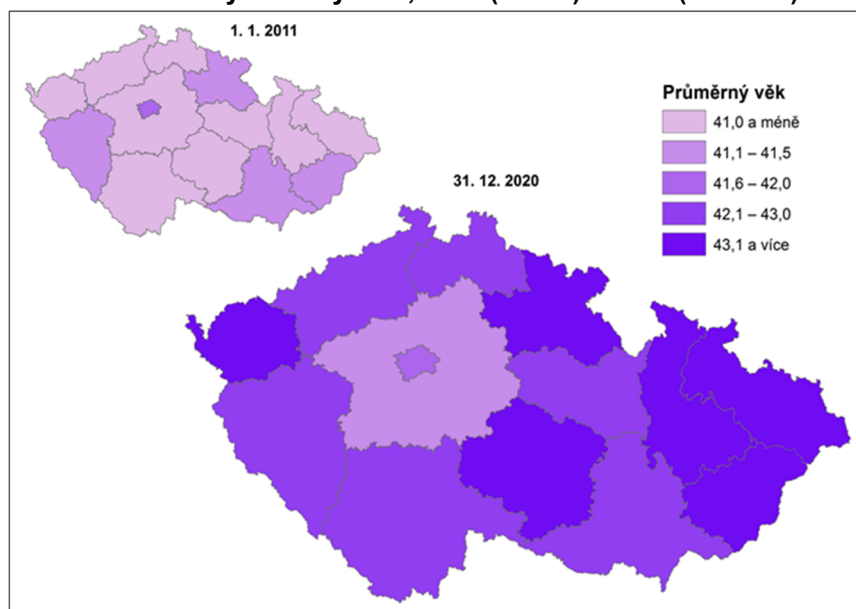 1. 1. 2011
31. 12. 2020
Průměrný věk
41,0 a méně
41,1 – 41,5
41,6 – 42,0
42,1 – 43,0
43,1 a více